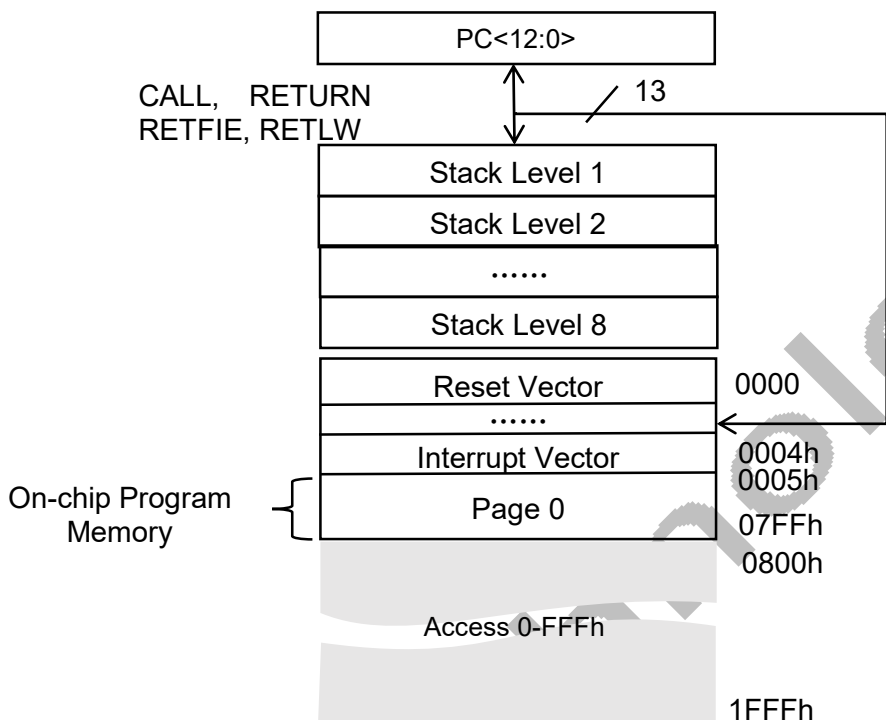 PC<12:0>
CALL, RETURN
RETFIE, RETLW
13
Stack Level 1
Stack Level 2
......
Stack Level 8
Reset Vector
0000
......
Interrupt Vector
0004h
0005h
On-chip Program
Memory
Page 0
07FFh
0800h
Access 0-FFFh
1FFFh